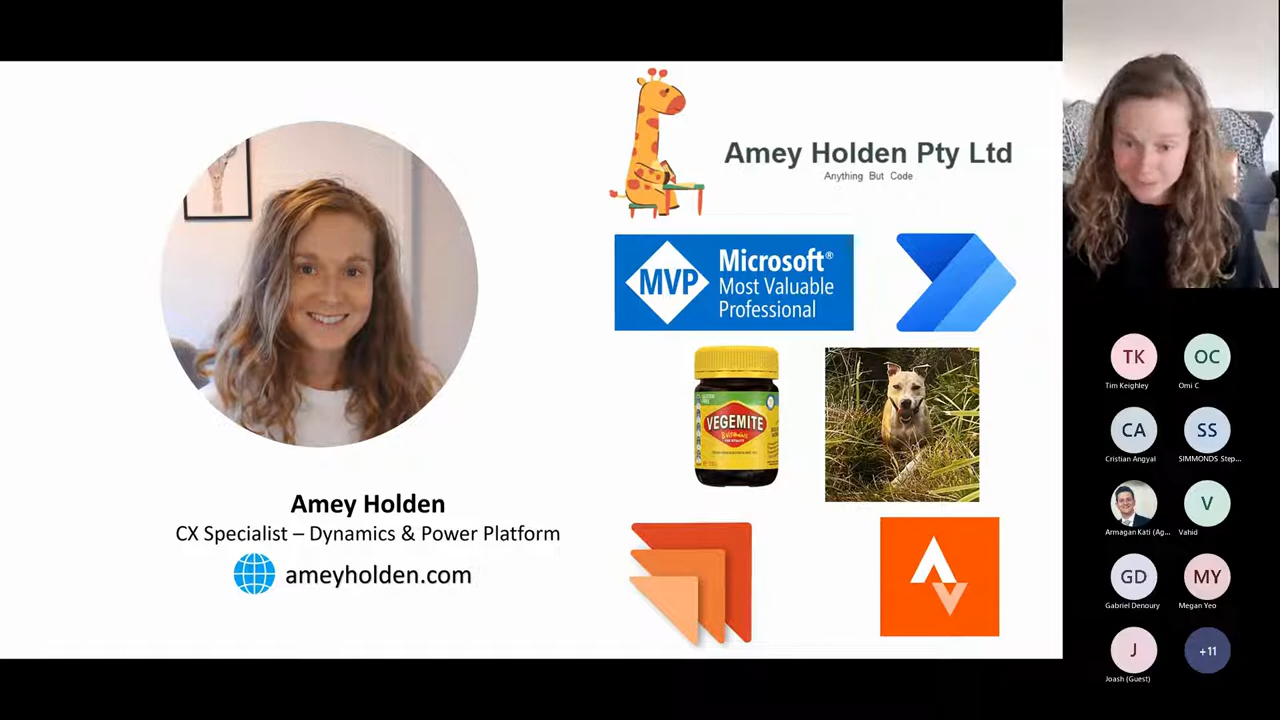 Amey Holden Pty Ltd
Anything But Code
MVP
Microsoft®
Most Valuable
Professional
VEGEMITE
Amey Holden
CX Specialist – Dynamics & Power Platform
ameyholden.com
TK
OC
Tim Keighley
Omi C
CA
SS
Cristian Angyal
SIMMONDS Step...
V
Armagan Kati (Ag...
Vahid
GD
MY
Gabriel Denoury
Megan Yeo
J
+11
Joash (Guest)